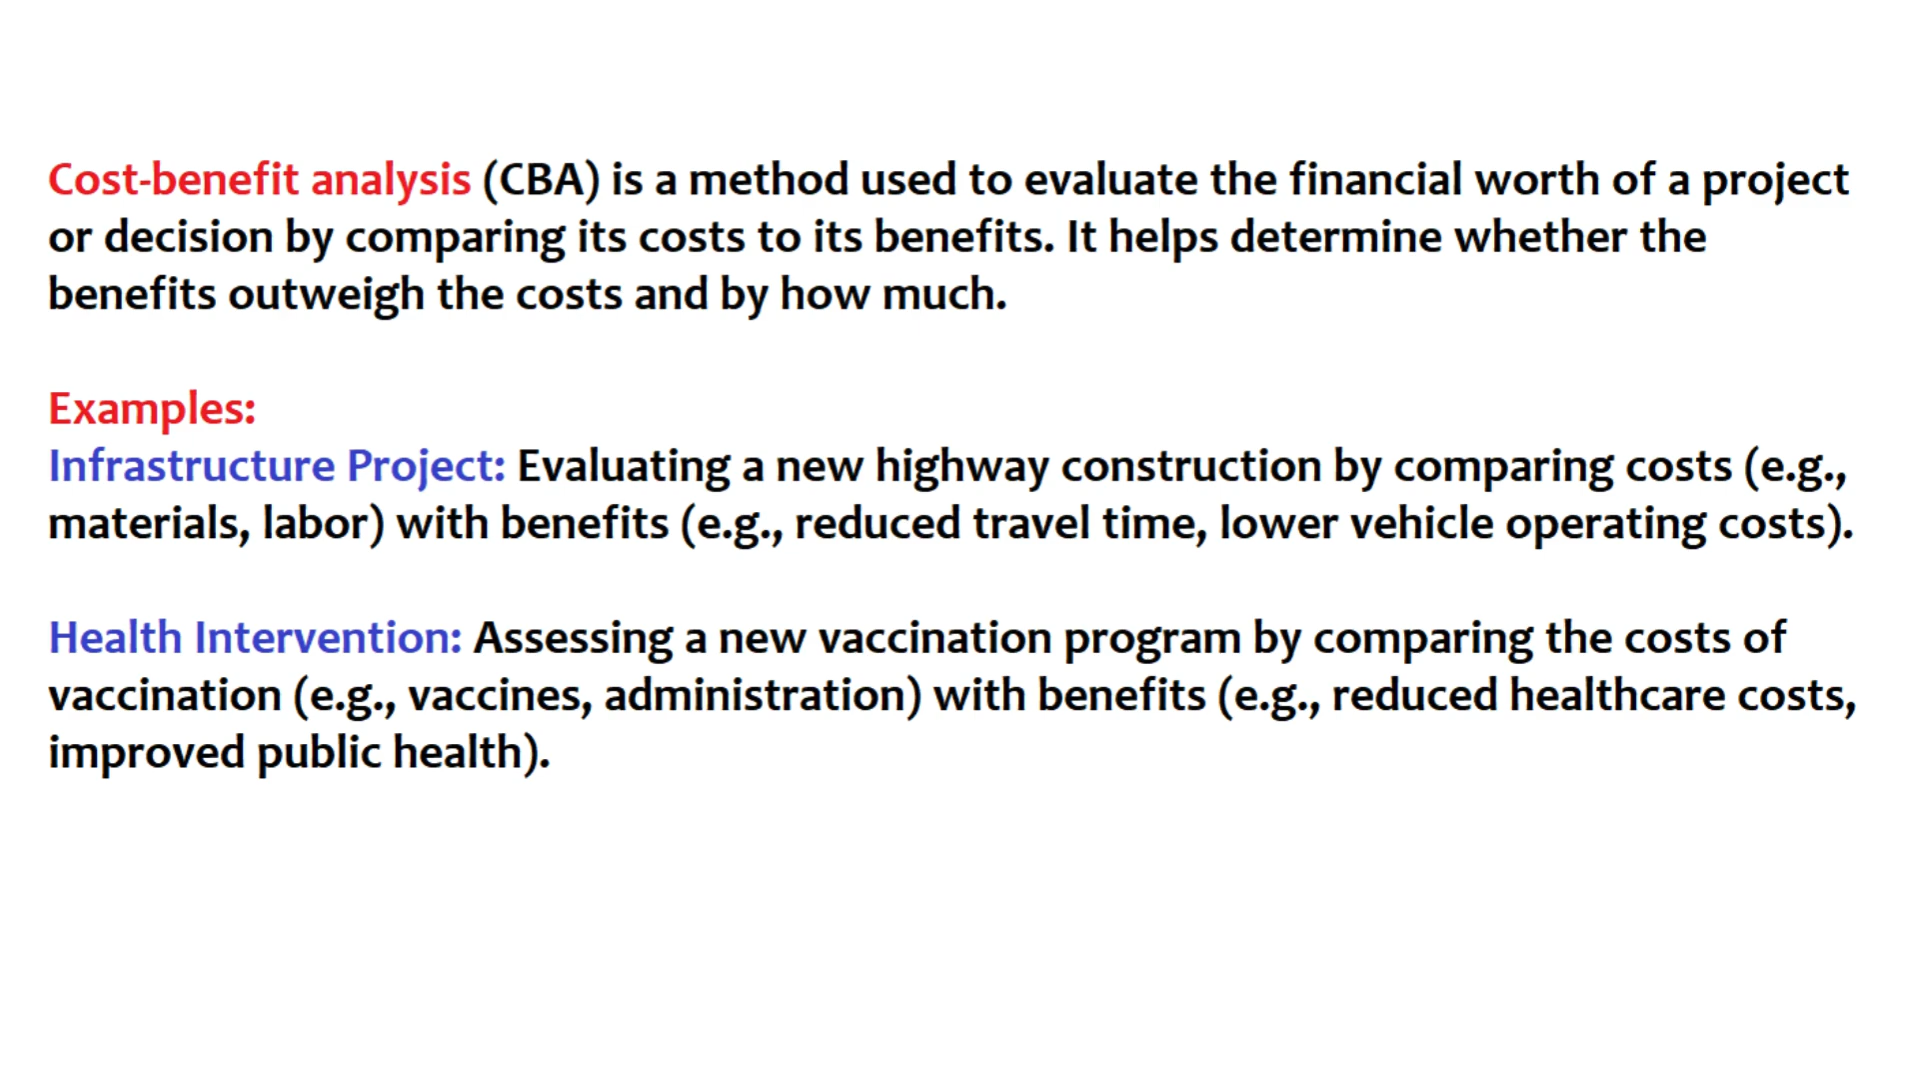 Cost-benefit analysis (CBA) is a method used to evaluate the financial worth of a project
or decision by comparing its costs to its benefits. It helps determine whether the
benefits outweigh the costs and by how much.
Examples:
Infrastructure Project: Evaluating a new highway construction by comparing costs (e.g.,
materials, labor) with benefits (e.g., reduced travel time, lower vehicle operating costs).
Health Intervention: Assessing a new vaccination program by comparing the costs of
vaccination (e.g., vaccines, administration) with benefits (e.g., reduced healthcare costs,
improved public health).